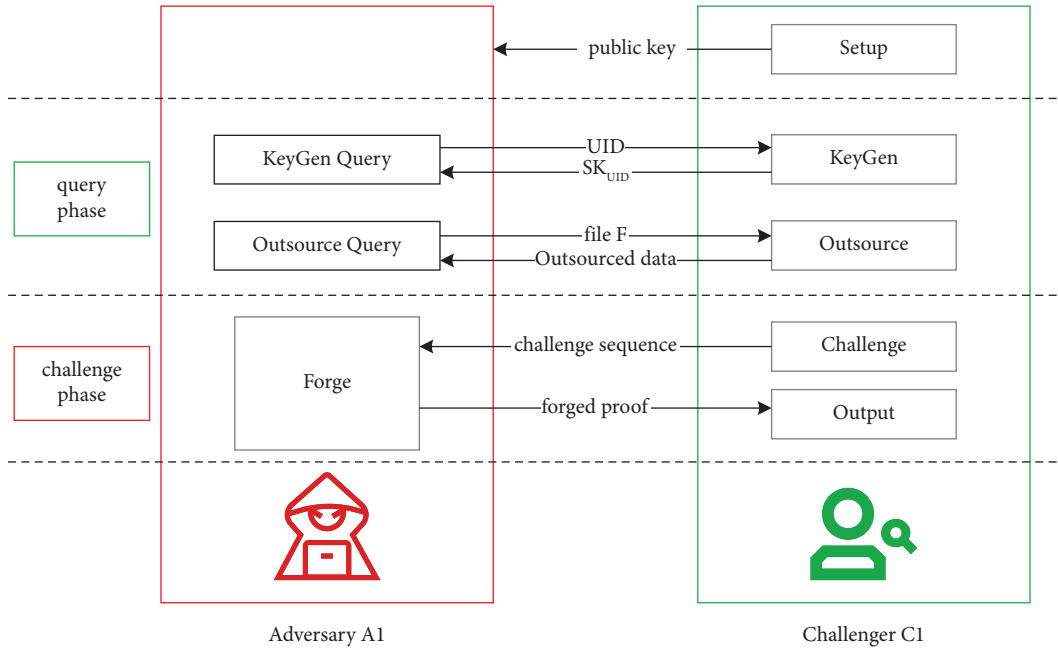 public key
Setup
query
phase
KeyGen Query
UID
SK_UID
KeyGen
Outsource Query
file F
Outsourced data
Outsource
challenge
phase
Forge
challenge sequence
Challenge
forged proof
Output
Adversary A1
Challenger C1